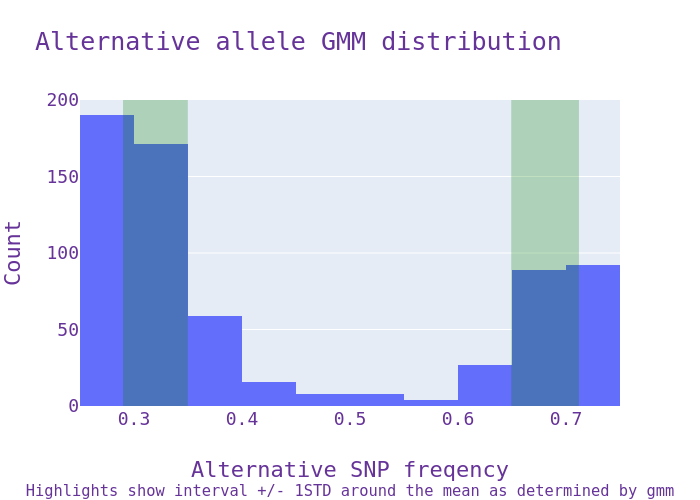 Alternative allele GMM distribution
200
150
100
50
0
Count
0.3 0.4 0.5 0.6 0.7
Alternative SNP freqency
Highlights show interval +/- 1STD around the mean as determined by gmm